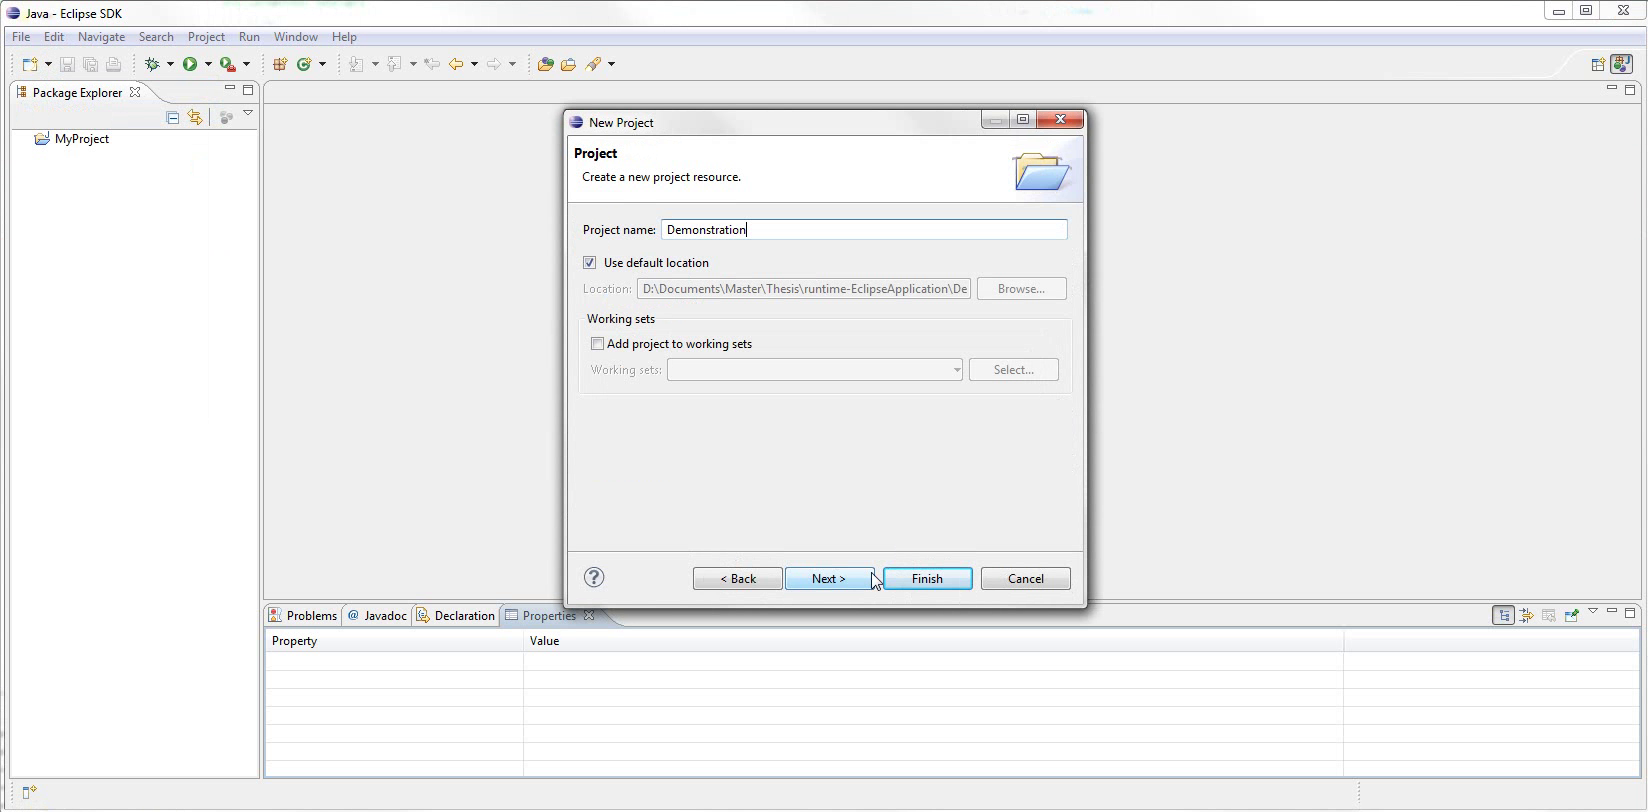 Java - Eclipse SDK
File Edit Navigate Search Project Run Window Help
Package Explorer
MyProject
New Project
Project
Create a new project resource.
Project name: Demonstration
Use default location
Location: D:\Documents\Master\Thesis\runtime-EclipseApplication\De Browse...
Working sets
Add project to working sets
Working sets: Select...
? < Back Next > Finish Cancel
Problems @ Javadoc Declaration Properties
Property Value